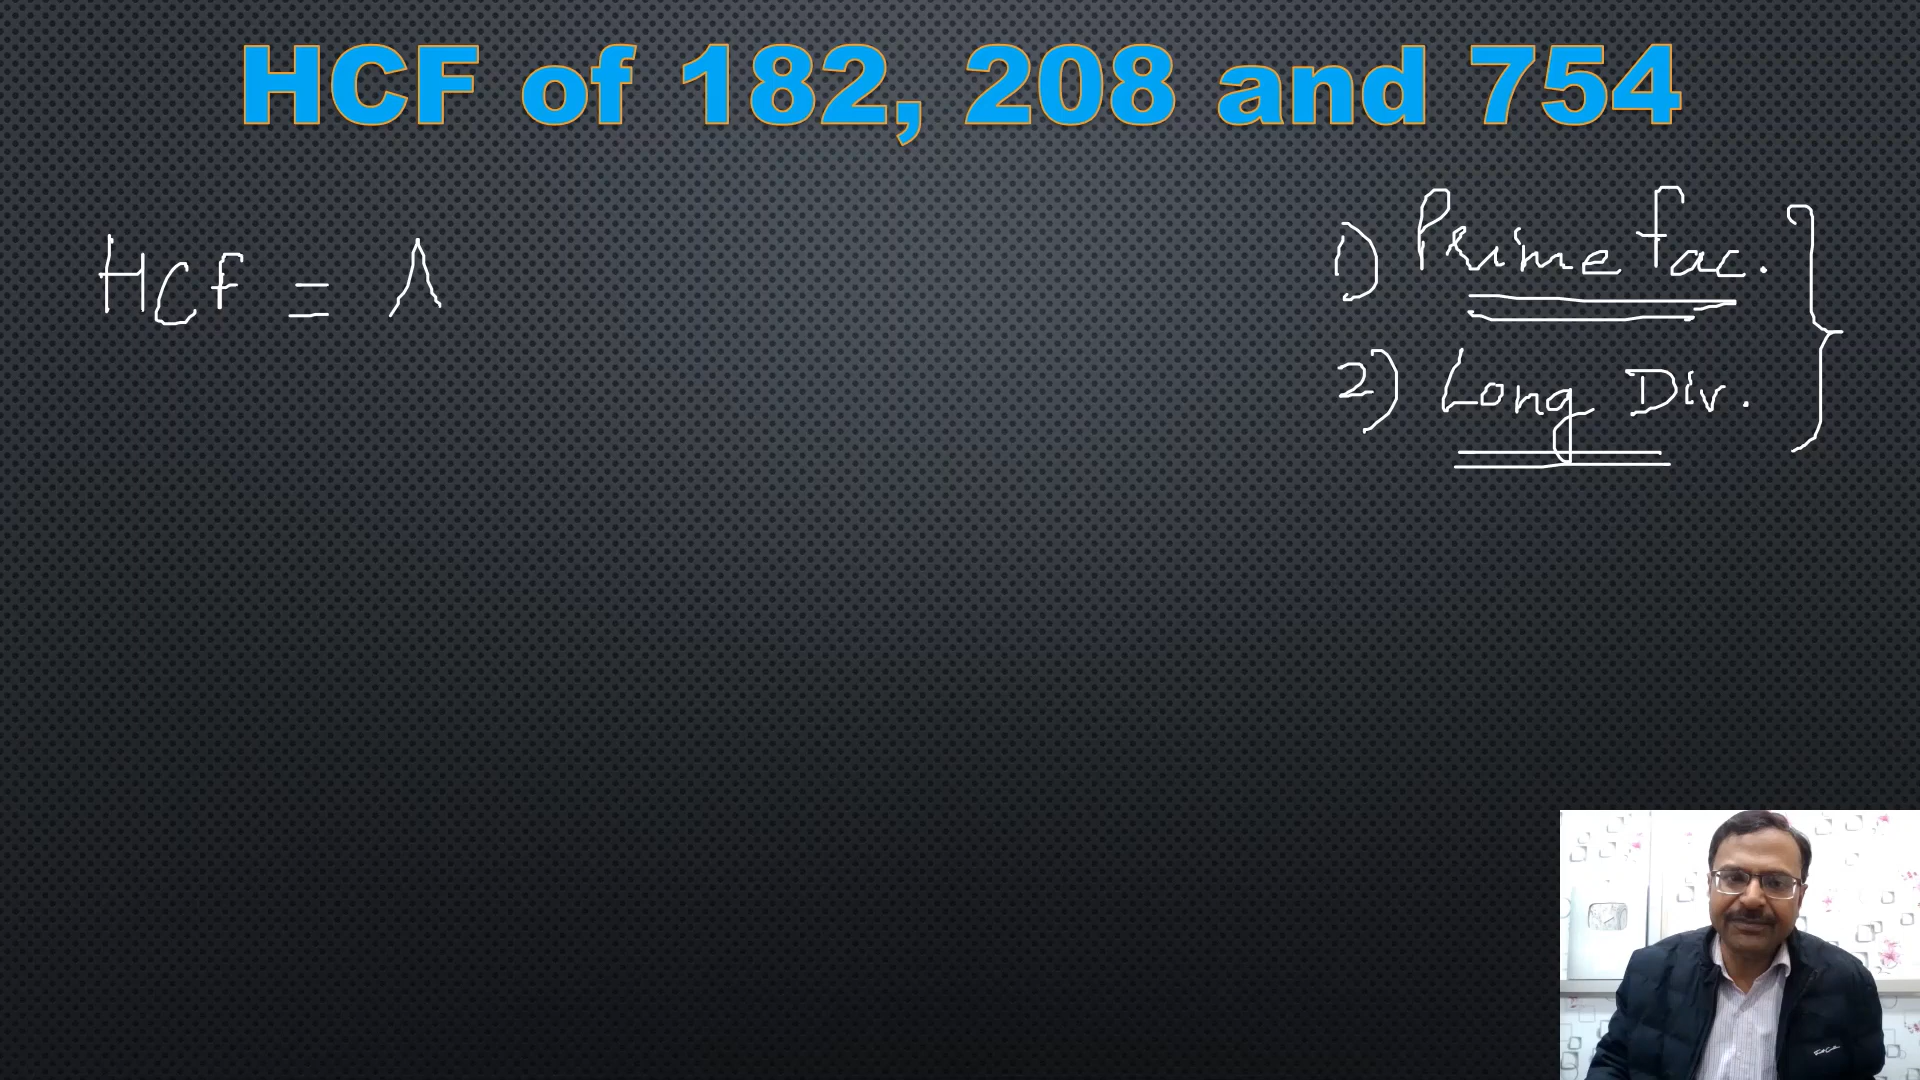 HCF of 182, 208 and 754
HCF =
1) Prime fac.
2) Long Div.